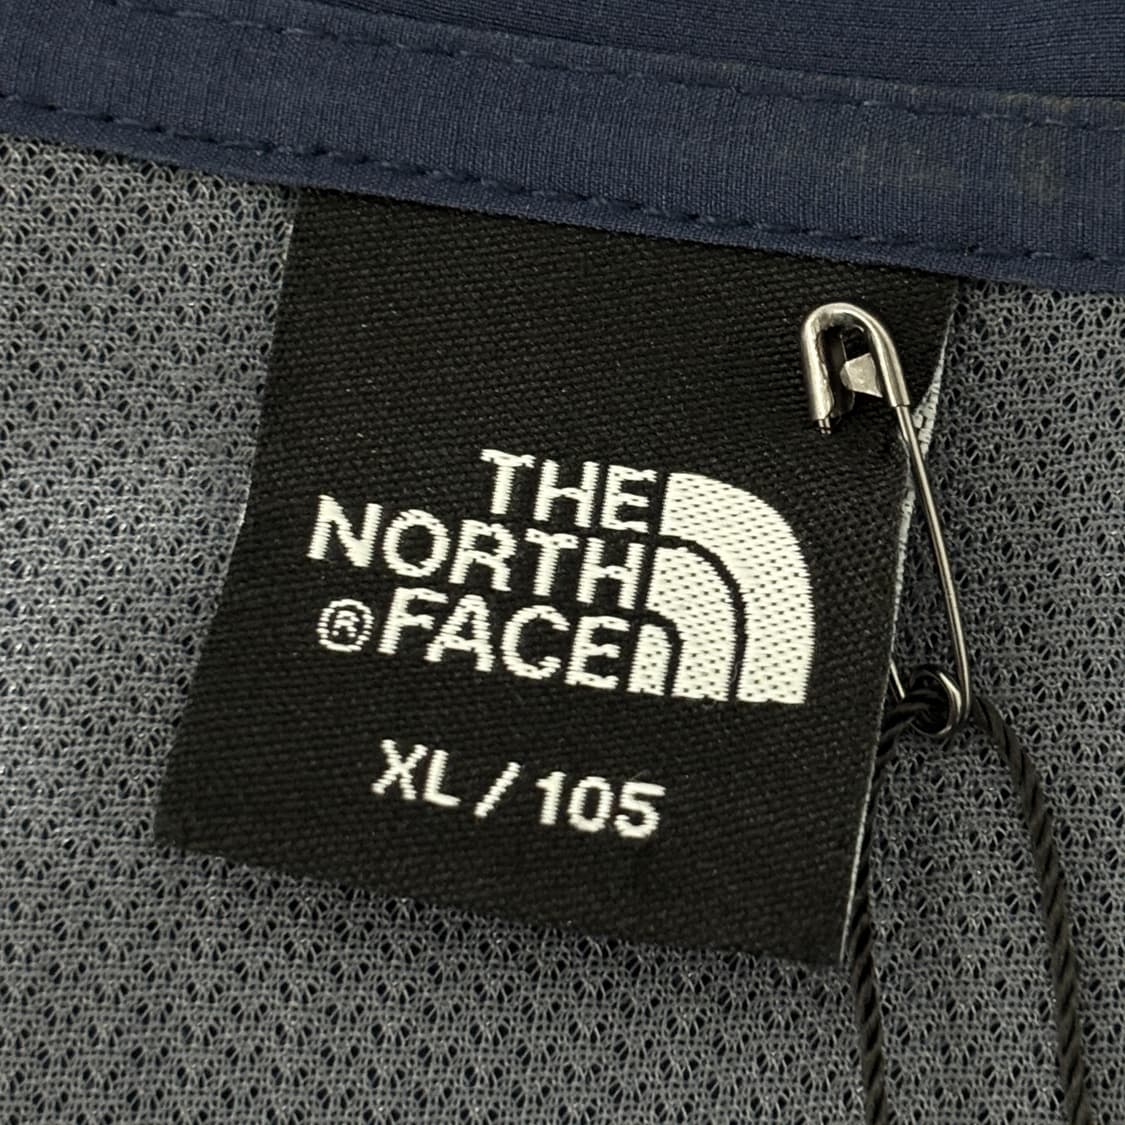 THE
NORTH
®FACE
XL / 105